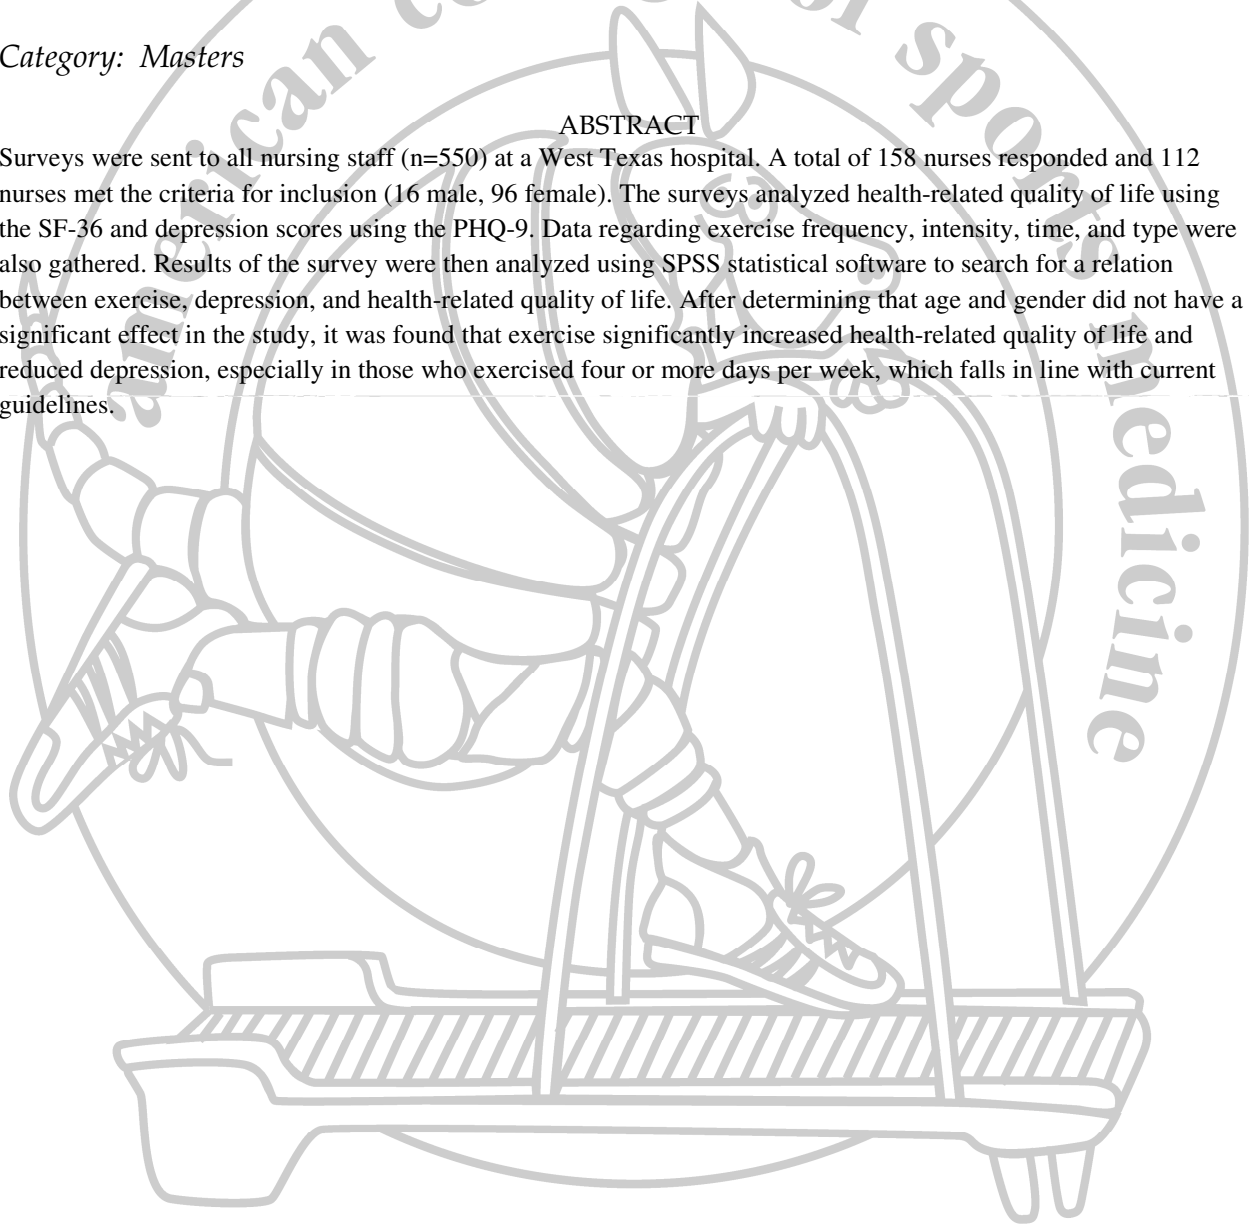 american of sports medicine
Category: Masters
ABSTRACT
Surveys were sent to all nursing staff (n=550) at a West Texas hospital. A total of 158 nurses responded and 112
nurses met the criteria for inclusion (16 male, 96 female). The surveys analyzed health-related quality of life using
the SF-36 and depression scores using the PHQ-9. Data regarding exercise frequency, intensity, time, and type were
also gathered. Results of the survey were then analyzed using SPSS statistical software to search for a relation
between exercise, depression, and health-related quality of life. After determining that age and gender did not have a
significant effect in the study, it was found that exercise significantly increased health-related quality of life and
reduced depression, especially in those who exercised four or more days per week, which falls in line with current
guidelines.